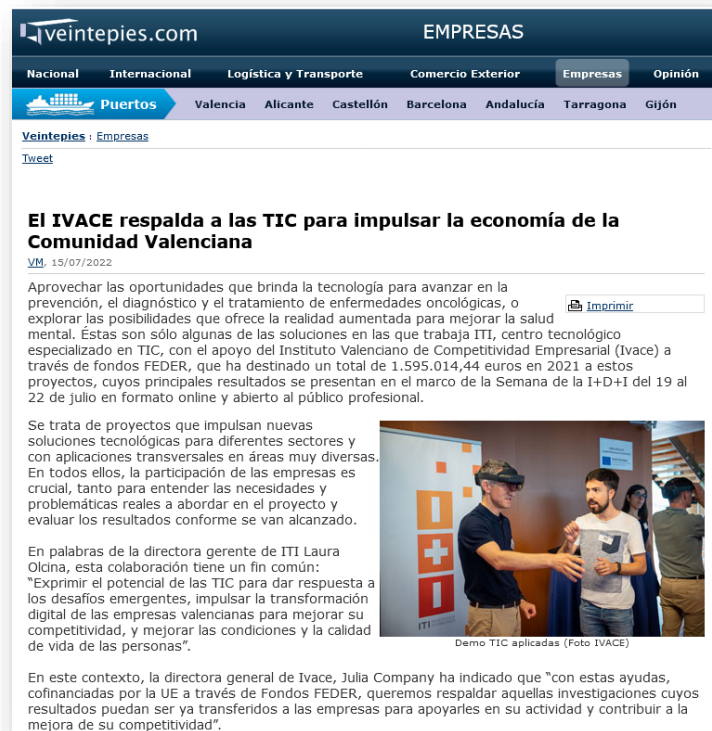 veintepies.com
EMPRESAS
Nacional Internacional Logística y Transporte Comercio Exterior Empresas Opinión
Puertos Valencia Alicante Castellón Barcelona Andalucía Tarragona Gijón
Veintepies : Empresas
Tweet
El IVACE respalda a las TIC para impulsar la economía de la
Comunidad Valenciana
VM, 15/07/2022
Imprimir
Aprovechar las oportunidades que brinda la tecnología para avanzar en la
prevención, el diagnóstico y el tratamiento de enfermedades oncológicas, o
explorar las posibilidades que ofrece la realidad aumentada para mejorar la salud
mental. Éstas son sólo algunas de las soluciones en las que trabaja ITI, centro tecnológico
especializado en TIC, con el apoyo del Instituto Valenciano de Competitividad Empresarial (Ivace) a
través de fondos FEDER, que ha destinado un total de 1.595.014,44 euros en 2021 a estos
proyectos, cuyos principales resultados se presentan en el marco de la Semana de la I+D+I del 19 al
22 de julio en formato online y abierto al público profesional.
Se trata de proyectos que impulsan nuevas
soluciones tecnológicas para diferentes sectores y
con aplicaciones transversales en áreas muy diversas.
En todos ellos, la participación de las empresas es
crucial, tanto para entender las necesidades y
problemáticas reales a abordar en el proyecto y
evaluar los resultados conforme se van alcanzado.
En palabras de la directora gerente de ITI Laura
Olcina, esta colaboración tiene un fin común:
“Exprimir el potencial de las TIC para dar respuesta a
los desafíos emergentes, impulsar la transformación
digital de las empresas valencianas para mejorar su
competitividad, y mejorar las condiciones y la calidad
de vida de las personas”.
ITI
Demo TIC aplicadas (Foto IVACE)
En este contexto, la directora general de Ivace, Julia Company ha indicado que “con estas ayudas,
cofinanciadas por la UE a través de Fondos FEDER, queremos respaldar aquellas investigaciones cuyos
resultados puedan ser ya transferidos a las empresas para apoyarles en su actividad y contribuir a la
mejora de su competitividad”.